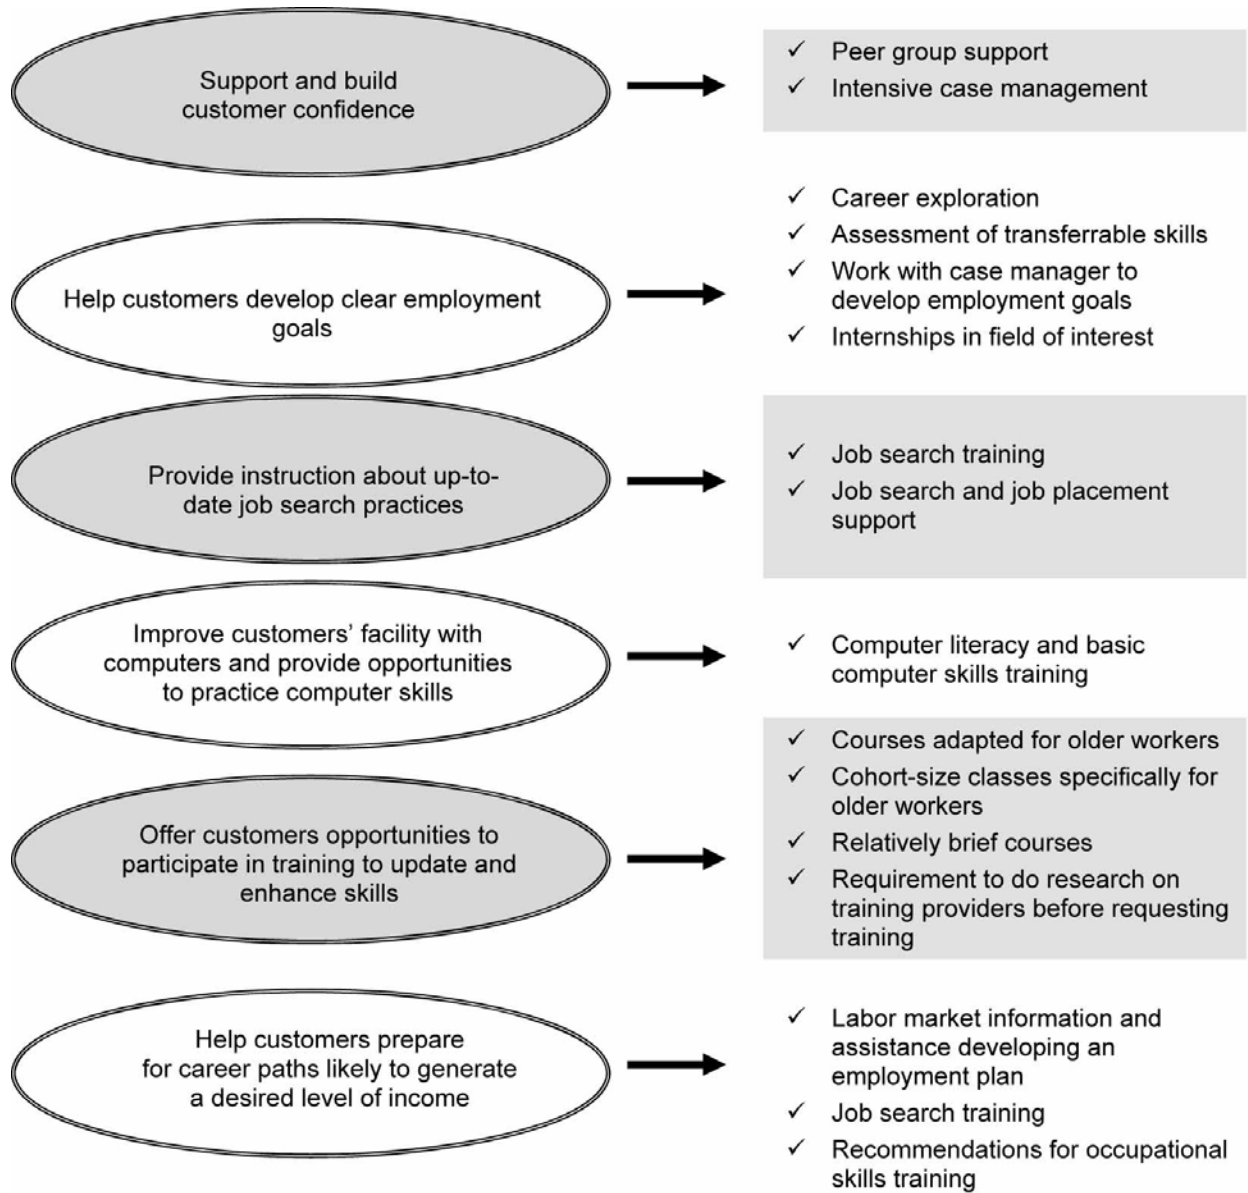 Support and build
customer confidence
✓ Peer group support
✓ Intensive case management
Help customers develop clear employment
goals
✓ Career exploration
✓ Assessment of transferrable skills
✓ Work with case manager to
develop employment goals
✓ Internships in field of interest
Provide instruction about up-to-
date job search practices
✓ Job search training
✓ Job search and job placement
support
Improve customers’ facility with
computers and provide opportunities
to practice computer skills
✓ Computer literacy and basic
computer skills training
Offer customers opportunities to
participate in training to update and
enhance skills
✓ Courses adapted for older workers
✓ Cohort-size classes specifically for
older workers
✓ Relatively brief courses
✓ Requirement to do research on
training providers before requesting
training
Help customers prepare
for career paths likely to generate
a desired level of income
✓ Labor market information and
assistance developing an
employment plan
✓ Job search training
✓ Recommendations for occupational
skills training